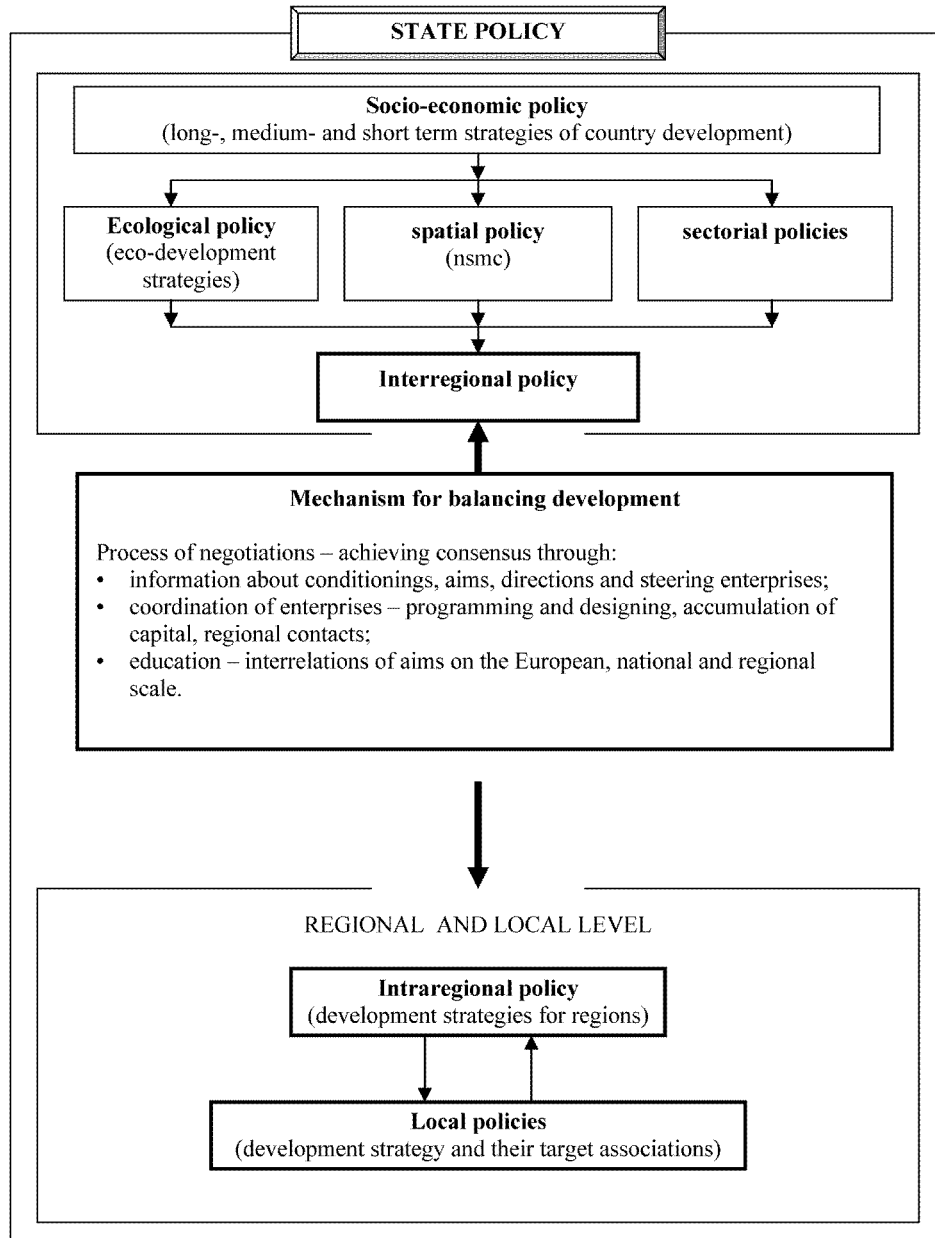 STATE POLICY
Socio-economic policy
(long-, medium- and short term strategies of country development)
Ecological policy
(eco-development
strategies)
spatial policy
(nsmc)
sectorial policies
Interregional policy
Mechanism for balancing development
Process of negotiations – achieving consensus through:
• information about conditionings, aims, directions and steering enterprises;
• coordination of enterprises – programming and designing, accumulation of
capital, regional contacts;
• education – interrelations of aims on the European, national and regional
scale.
REGIONAL AND LOCAL LEVEL
Intraregional policy
(development strategies for regions)
Local policies
(development strategy and their target associations)